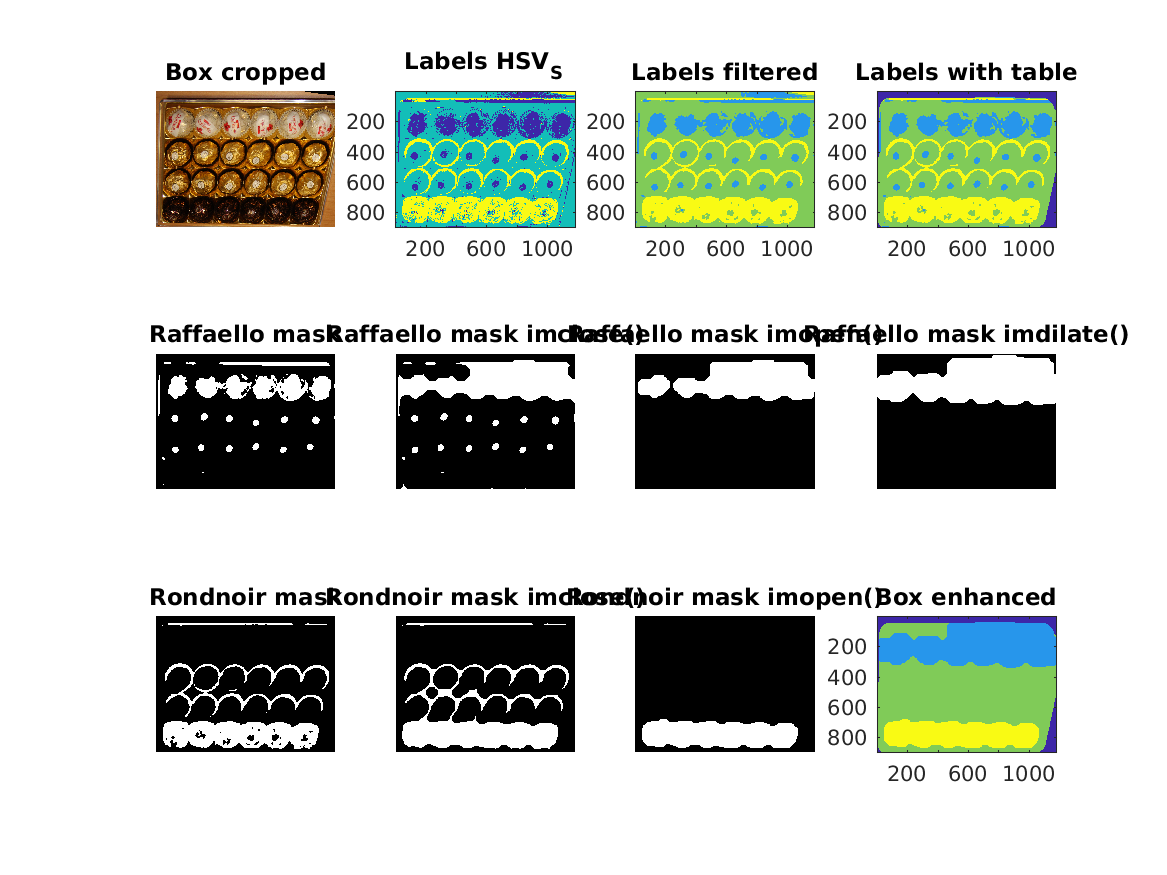 Box cropped
Labels HSV_S
Labels filtered
Labels with table
200
400
600
800
200 600 1000
200
400
600
800
200 600 1000
200
400
600
800
200 600 1000
Raffaello mask
Raffaello mask imclose()
Raffaello mask imopen()
Raffaello mask imdilate()
Rondnoir mask
Rondnoir mask imclose()
Rondnoir mask imopen()
Box enhanced
200
400
600
800
200 600 1000